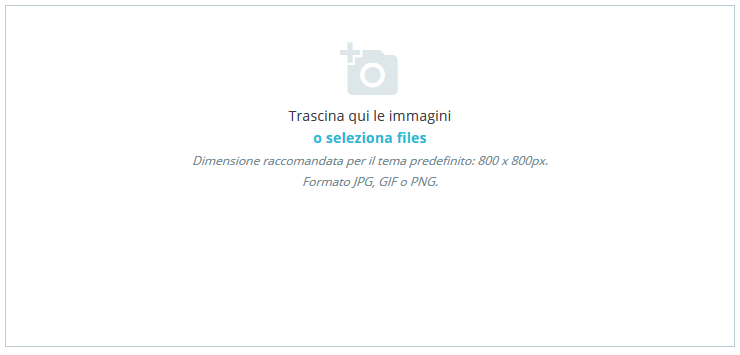 Trascina qui le immagini
o seleziona files
Dimensione raccomandata per il tema predefinito: 800 x 800px.
Formato JPG, GIF o PNG.